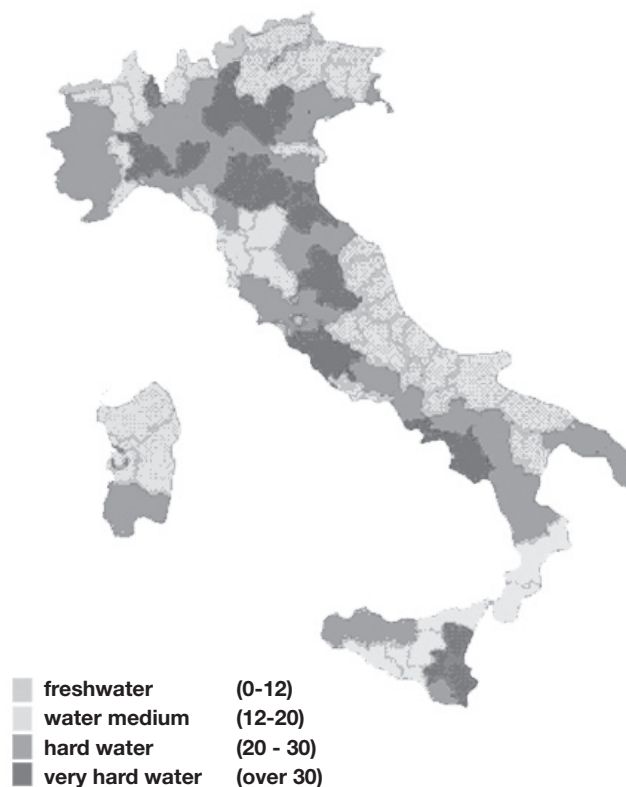 freshwater (0-12)
water medium (12-20)
hard water (20 - 30)
very hard water (over 30)